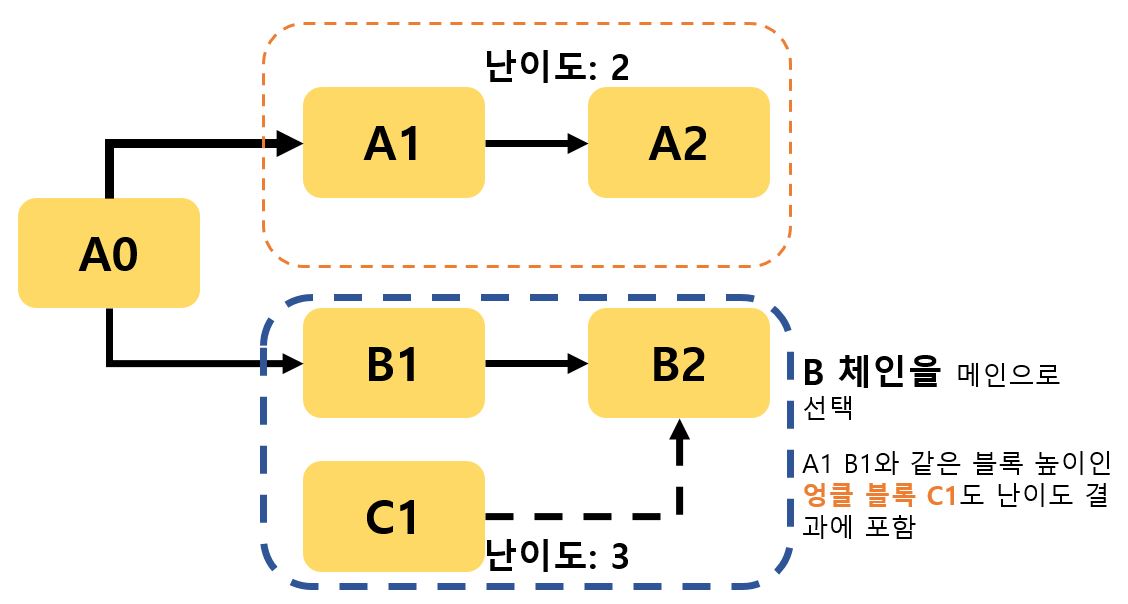 난이도: 2
A1
A2
A0
B1
B2
B 체인을 메인으로
선택
A1 B1와 같은 블록 높이인
엉클 블록 C1도 난이도 결
과에 포함
C1
난이도: 3